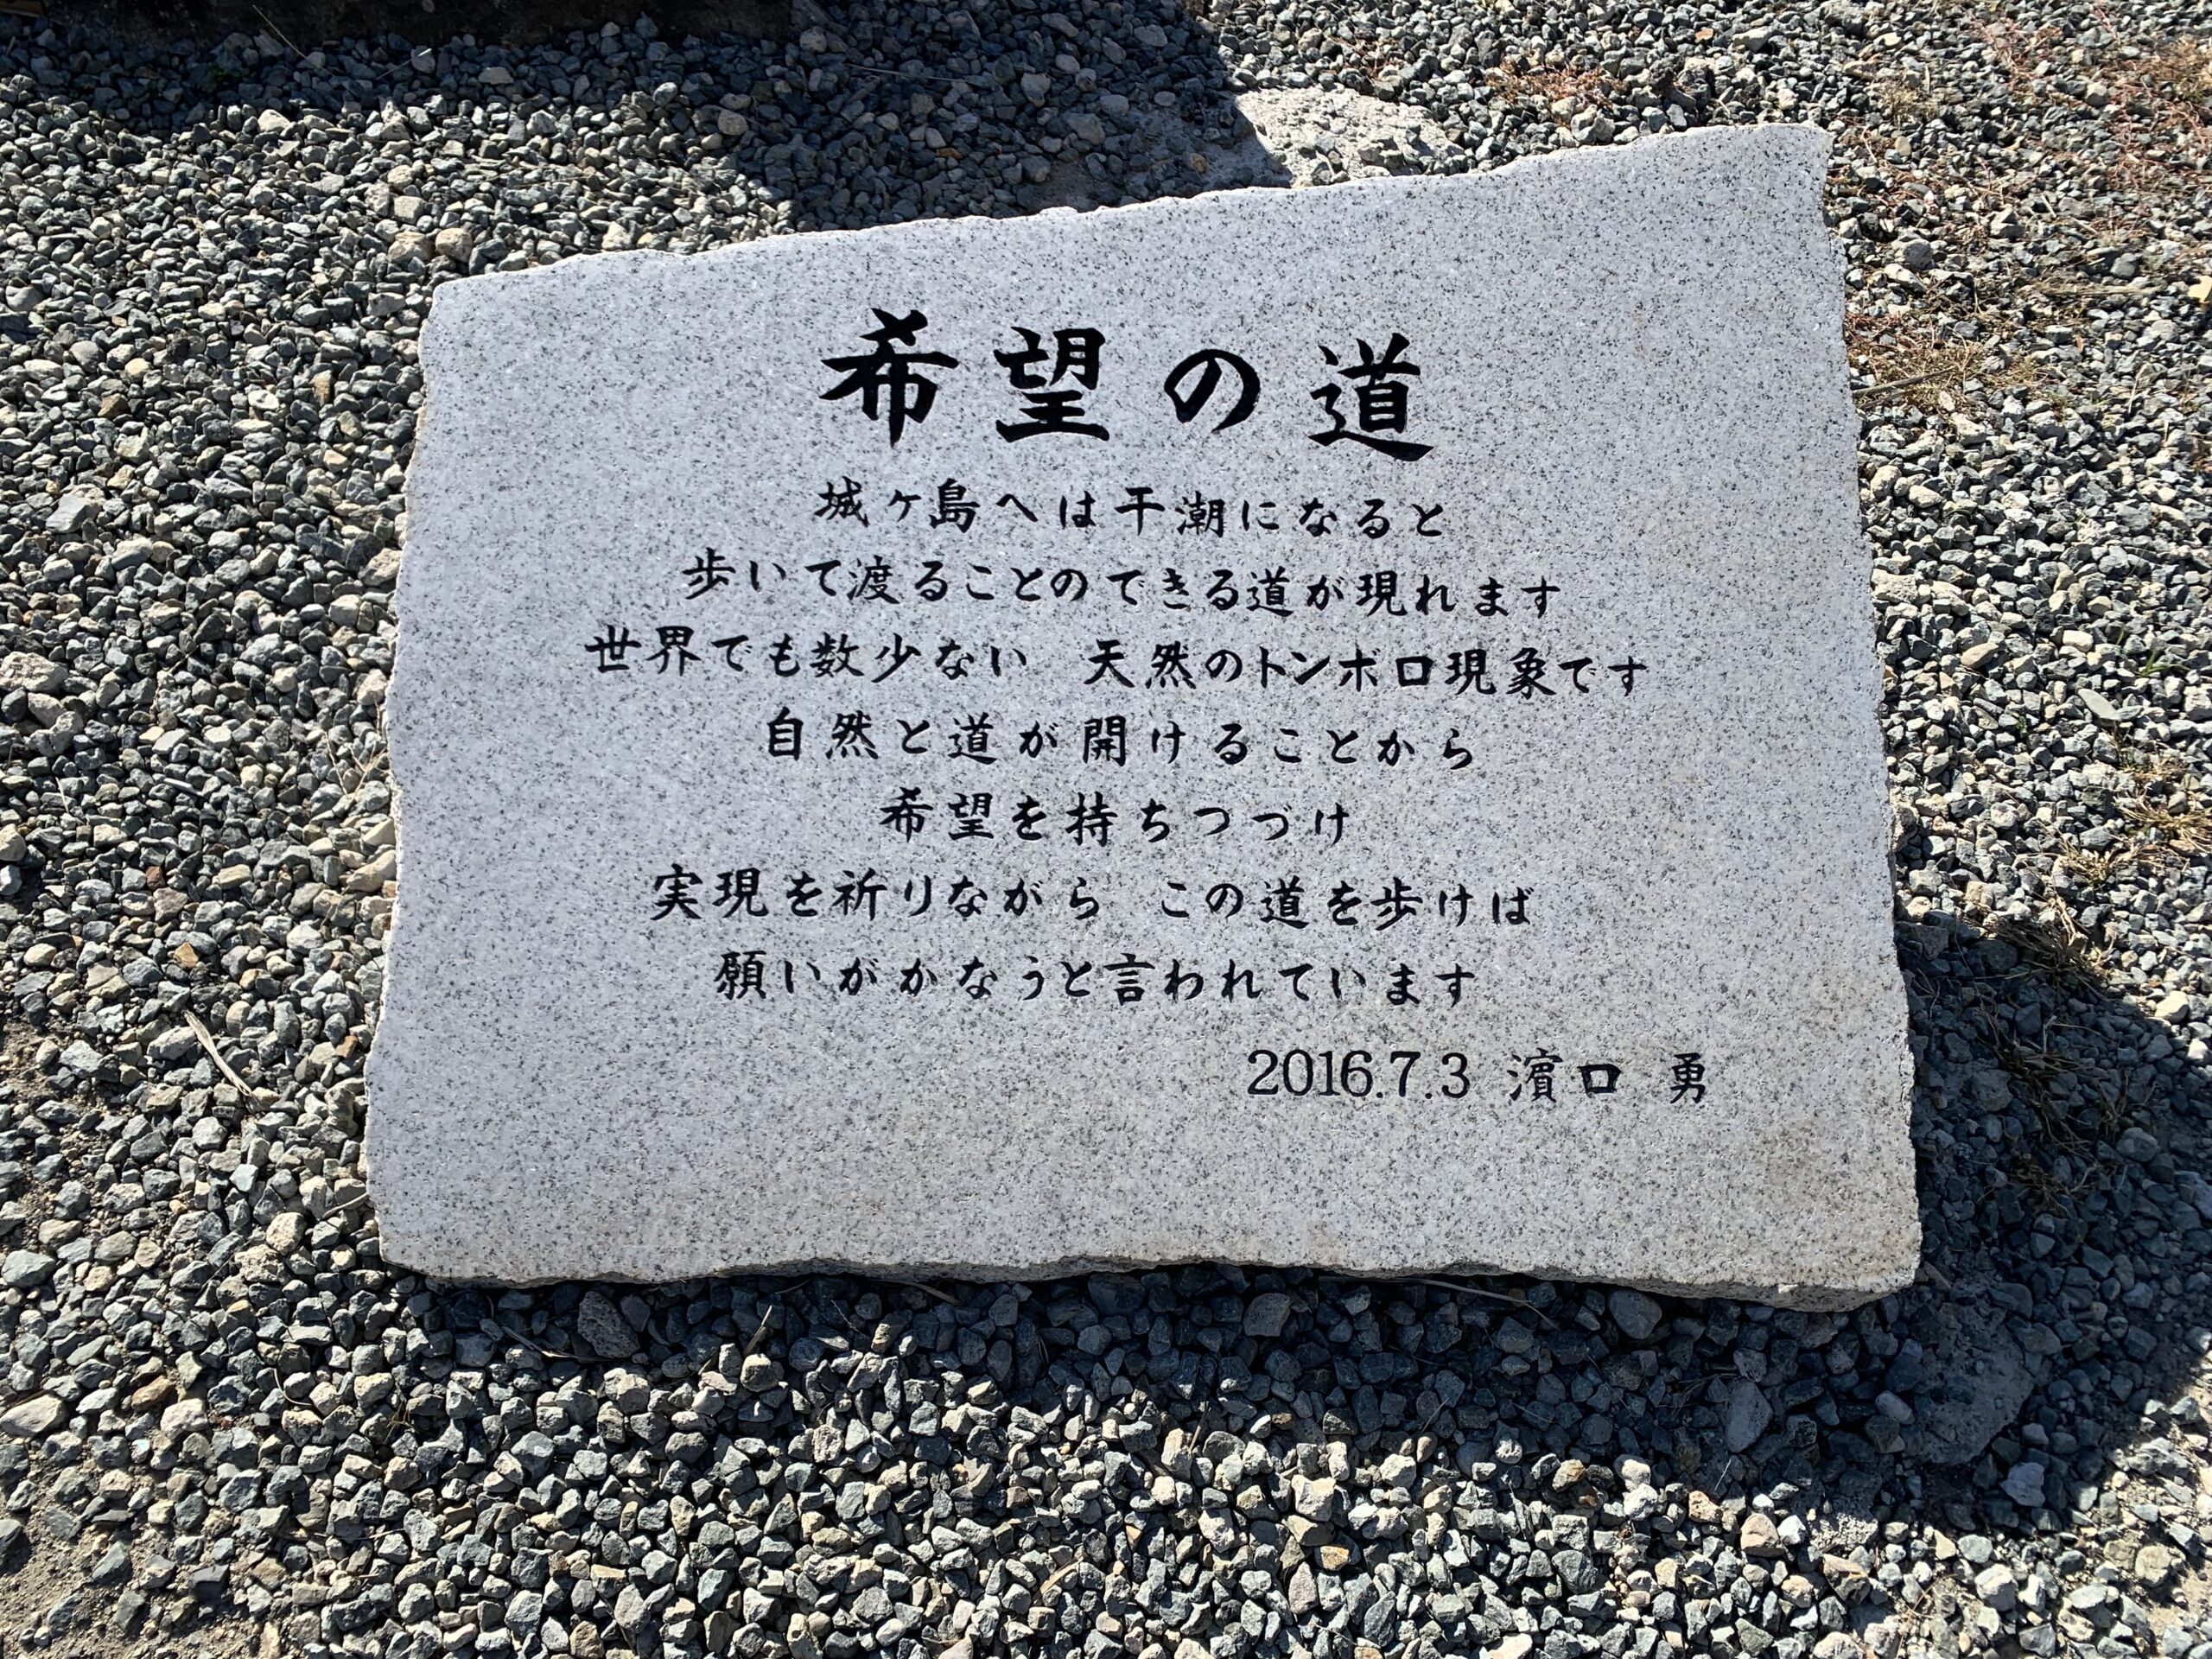 希望の道
城ヶ島へは干潮になると
歩いて渡ることのできる道が現れます
世界でも数少ない　天然のトンボロ現象です
自然と道が開けることから
希望を持ちつづけ
実現を祈りながら　この道を歩けば
願いがかなうと言われています
2016.7.3 濵口 勇